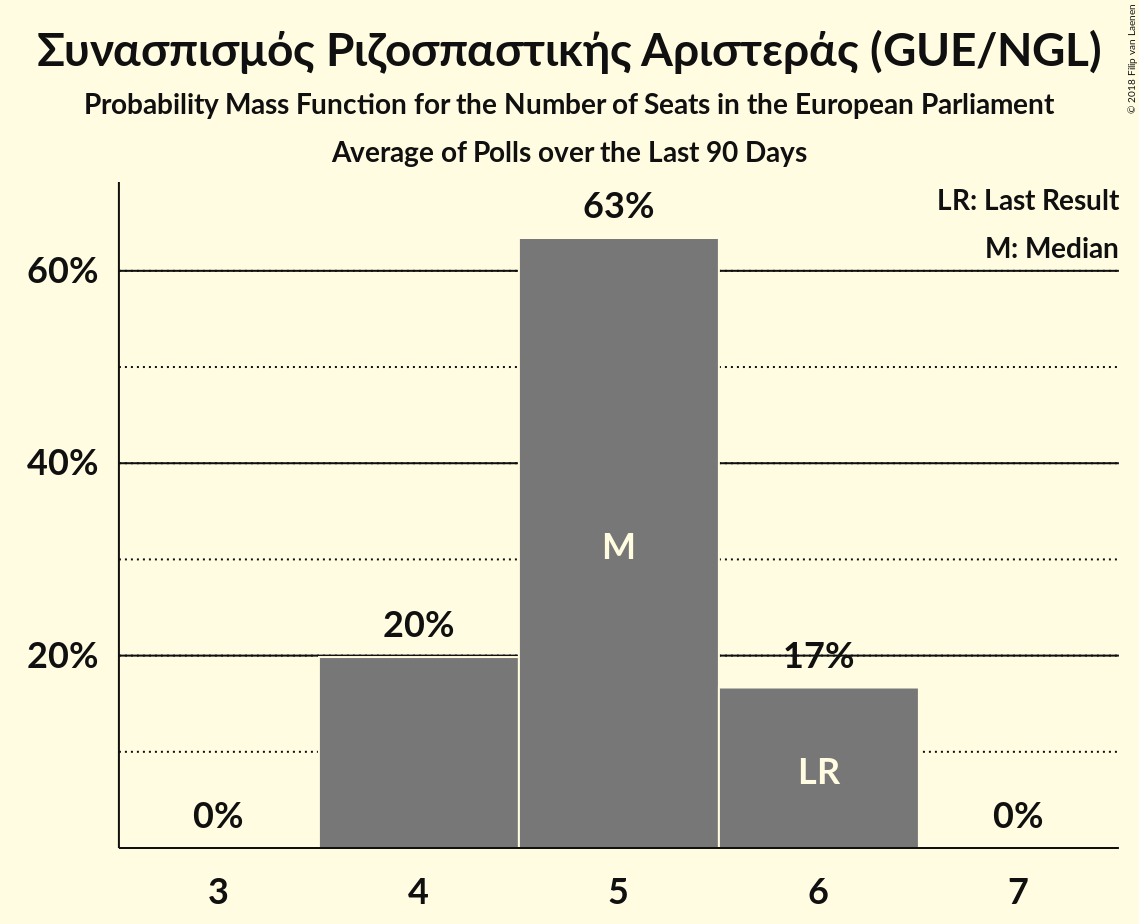 Συνασπισμός Ριζοσπαστικής Αριστεράς (GUE/NGL)
Probability Mass Function for the Number of Seats in the European Parliament
Average of Polls over the Last 90 Days
© 2018 Filip van Laenen
LR: Last Result
M: Median
63%
60%
40%
M
20%
20%
17%
LR
0%
0%
3 4 5 6 7